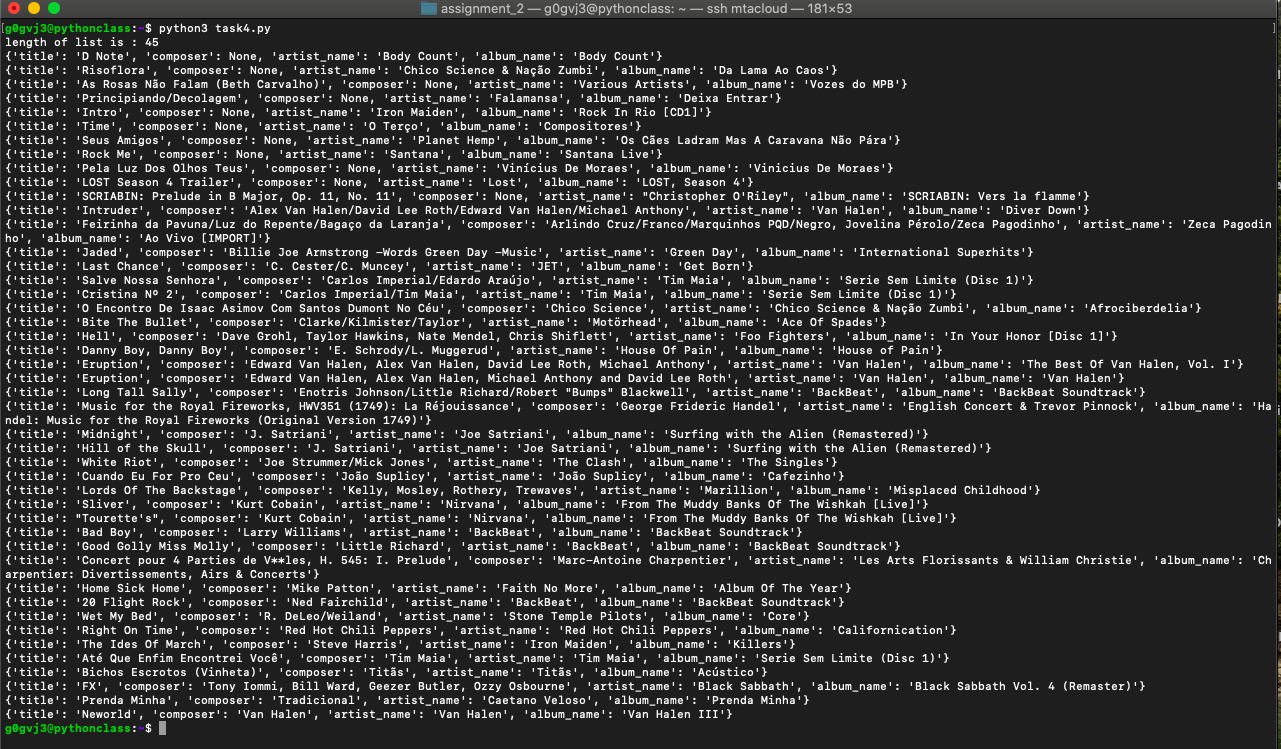 assignment_2 — g0gvj3@pythonclass: ~ — ssh mtacloud — 181×53
g0gvj3@pythonclass:~$ python3 task4.py
length of list is : 45
{'title': 'D Note', 'composer': None, 'artist_name': 'Body Count', 'album_name': 'Body Count'}
{'title': 'Risoflora', 'composer': None, 'artist_name': 'Chico Science & Nação Zumbi', 'album_name': 'Da Lama Ao Caos'}
{'title': 'As Rosas Não Falam (Beth Carvalho)', 'composer': None, 'artist_name': 'Various Artists', 'album_name': 'Vozes do MPB'}
{'title': 'Principiando/Decolagem', 'composer': None, 'artist_name': 'Falamansa', 'album_name': 'Deixa Entrar'}
{'title': 'Intro', 'composer': None, 'artist_name': 'Iron Maiden', 'album_name': 'Rock In Rio [CD1]'}
{'title': 'Time', 'composer': None, 'artist_name': 'O Terço', 'album_name': 'Compositores'}
{'title': 'Seus Amigos', 'composer': None, 'artist_name': 'Planet Hemp', 'album_name': 'Os Cães Ladram Mas A Caravana Não Pára'}
{'title': 'Rock Me', 'composer': None, 'artist_name': 'Santana', 'album_name': 'Santana Live'}
{'title': 'Pela Luz Dos Olhos Teus', 'composer': None, 'artist_name': 'Vinícius De Moraes', 'album_name': 'Vinicius De Moraes'}
{'title': 'LOST Season 4 Trailer', 'composer': None, 'artist_name': 'Lost', 'album_name': 'LOST, Season 4'}
{'title': 'SCRIABIN: Prelude in B Major, Op. 11, No. 11', 'composer': None, 'artist_name': "Christopher O'Riley", 'album_name': 'SCRIABIN: Vers la flamme'}
{'title': 'Intruder', 'composer': 'Alex Van Halen/David Lee Roth/Edward Van Halen/Michael Anthony', 'artist_name': 'Van Halen', 'album_name': 'Diver Down'}
{'title': 'Feirinha da Pavuna/Luz do Repente/Bagaço da Laranja', 'composer': 'Arlindo Cruz/Franco/Marquinhos PQD/Negro, Jovelina Pérolo/Zeca Pagodinho', 'artist_name': 'Zeca Pagodin
ho', 'album_name': 'Ao Vivo [IMPORT]'}
{'title': 'Jaded', 'composer': 'Billie Joe Armstrong -Words Green Day -Music', 'artist_name': 'Green Day', 'album_name': 'International Superhits'}
{'title': 'Last Chance', 'composer': 'C. Cester/C. Muncey', 'artist_name': 'JET', 'album_name': 'Get Born'}
{'title': 'Salve Nossa Senhora', 'composer': 'Carlos Imperial/Edardo Araújo', 'artist_name': 'Tim Maia', 'album_name': 'Serie Sem Limite (Disc 1)'}
{'title': 'Cristina Nº 2', 'composer': 'Carlos Imperial/Tim Maia', 'artist_name': 'Tim Maia', 'album_name': 'Serie Sem Limite (Disc 1)'}
{'title': 'O Encontro De Isaac Asimov Com Santos Dumont No Céu', 'composer': 'Chico Science', 'artist_name': 'Chico Science & Nação Zumbi', 'album_name': 'Afrociberdelia'}
{'title': 'Bite The Bullet', 'composer': 'Clarke/Kilmister/Taylor', 'artist_name': 'Motörhead', 'album_name': 'Ace Of Spades'}
{'title': 'Hell', 'composer': 'Dave Grohl, Taylor Hawkins, Nate Mendel, Chris Shiflett', 'artist_name': 'Foo Fighters', 'album_name': 'In Your Honor [Disc 1]'}
{'title': 'Danny Boy, Danny Boy', 'composer': 'E. Schrody/L. Muggerud', 'artist_name': 'House Of Pain', 'album_name': 'House of Pain'}
{'title': 'Eruption', 'composer': 'Edward Van Halen, Alex Van Halen, David Lee Roth, Michael Anthony', 'artist_name': 'Van Halen', 'album_name': 'The Best Of Van Halen, Vol. I'}
{'title': 'Eruption', 'composer': 'Edward Van Halen, Alex Van Halen, Michael Anthony and David Lee Roth', 'artist_name': 'Van Halen', 'album_name': 'Van Halen'}
{'title': 'Long Tall Sally', 'composer': 'Enotris Johnson/Little Richard/Robert "Bumps" Blackwell', 'artist_name': 'BackBeat', 'album_name': 'BackBeat Soundtrack'}
{'title': 'Music for the Royal Fireworks, HWV351 (1749): La Réjouissance', 'composer': 'George Frideric Handel', 'artist_name': 'English Concert & Trevor Pinnock', 'album_name': 'Ha
ndel: Music for the Royal Fireworks (Original Version 1749)'}
{'title': 'Midnight', 'composer': 'J. Satriani', 'artist_name': 'Joe Satriani', 'album_name': 'Surfing with the Alien (Remastered)'}
{'title': 'Hill of the Skull', 'composer': 'J. Satriani', 'artist_name': 'Joe Satriani', 'album_name': 'Surfing with the Alien (Remastered)'}
{'title': 'White Riot', 'composer': 'Joe Strummer/Mick Jones', 'artist_name': 'The Clash', 'album_name': 'The Singles'}
{'title': 'Cuando Eu For Pro Ceu', 'composer': 'João Suplicy', 'artist_name': 'João Suplicy', 'album_name': 'Cafezinho'}
{'title': 'Lords Of The Backstage', 'composer': 'Kelly, Mosley, Rothery, Trewaves', 'artist_name': 'Marillion', 'album_name': 'Misplaced Childhood'}
{'title': 'Sliver', 'composer': 'Kurt Cobain', 'artist_name': 'Nirvana', 'album_name': 'From The Muddy Banks Of The Wishkah [Live]'}
{'title': "Tourette's", 'composer': 'Kurt Cobain', 'artist_name': 'Nirvana', 'album_name': 'From The Muddy Banks Of The Wishkah [Live]'}
{'title': 'Bad Boy', 'composer': 'Larry Williams', 'artist_name': 'BackBeat', 'album_name': 'BackBeat Soundtrack'}
{'title': 'Good Golly Miss Molly', 'composer': 'Little Richard', 'artist_name': 'BackBeat', 'album_name': 'BackBeat Soundtrack'}
{'title': 'Concert pour 4 Parties de V**les, H. 545: I. Prelude', 'composer': 'Marc-Antoine Charpentier', 'artist_name': 'Les Arts Florissants & William Christie', 'album_name': 'Ch
arpentier: Divertissements, Airs & Concerts'}
{'title': 'Home Sick Home', 'composer': 'Mike Patton', 'artist_name': 'Faith No More', 'album_name': 'Album Of The Year'}
{'title': '20 Flight Rock', 'composer': 'Ned Fairchild', 'artist_name': 'BackBeat', 'album_name': 'BackBeat Soundtrack'}
{'title': 'Wet My Bed', 'composer': 'R. DeLeo/Weiland', 'artist_name': 'Stone Temple Pilots', 'album_name': 'Core'}
{'title': 'Right On Time', 'composer': 'Red Hot Chili Peppers', 'artist_name': 'Red Hot Chili Peppers', 'album_name': 'Californication'}
{'title': 'The Ides Of March', 'composer': 'Steve Harris', 'artist_name': 'Iron Maiden', 'album_name': 'Killers'}
{'title': 'Até Que Enfim Encontrei Você', 'composer': 'Tim Maia', 'artist_name': 'Tim Maia', 'album_name': 'Serie Sem Limite (Disc 1)'}
{'title': 'Bichos Escrotos (Vinheta)', 'composer': 'Titãs', 'artist_name': 'Titãs', 'album_name': 'Acústico'}
{'title': 'FX', 'composer': 'Tony Iommi, Bill Ward, Geezer Butler, Ozzy Osbourne', 'artist_name': 'Black Sabbath', 'album_name': 'Black Sabbath Vol. 4 (Remaster)'}
{'title': 'Prenda Minha', 'composer': 'Tradicional', 'artist_name': 'Caetano Veloso', 'album_name': 'Prenda Minha'}
{'title': 'Neworld', 'composer': 'Van Halen', 'artist_name': 'Van Halen', 'album_name': 'Van Halen III'}
g0gvj3@pythonclass:~$